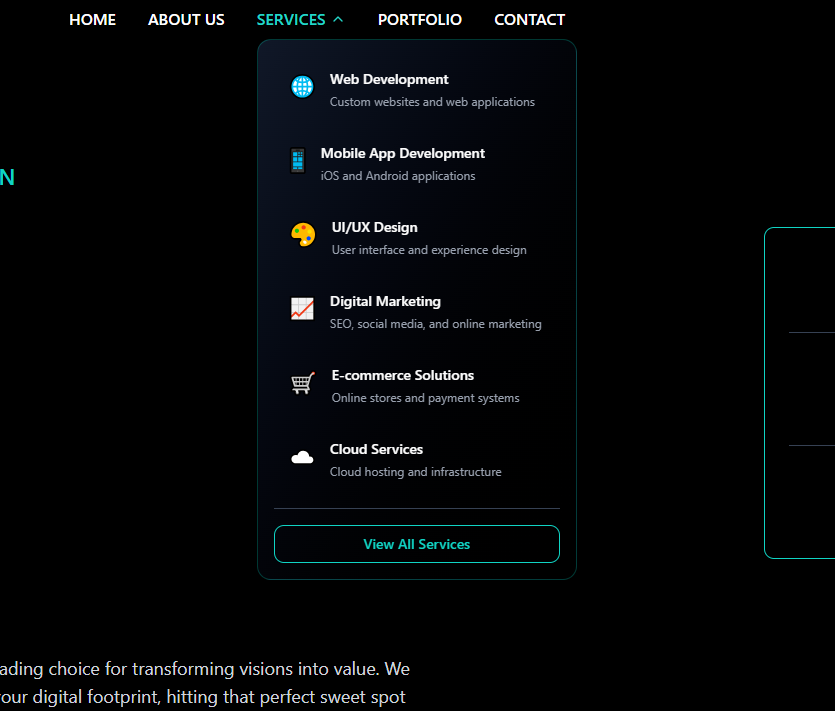 HOME ABOUT US SERVICES PORTFOLIO CONTACT
Web Development
Custom websites and web applications
Mobile App Development
iOS and Android applications
N
UI/UX Design
User interface and experience design
Digital Marketing
SEO, social media, and online marketing
E-commerce Solutions
Online stores and payment systems
Cloud Services
Cloud hosting and infrastructure
View All Services
ading choice for transforming visions into value. We
our digital footprint, hitting that perfect sweet spot